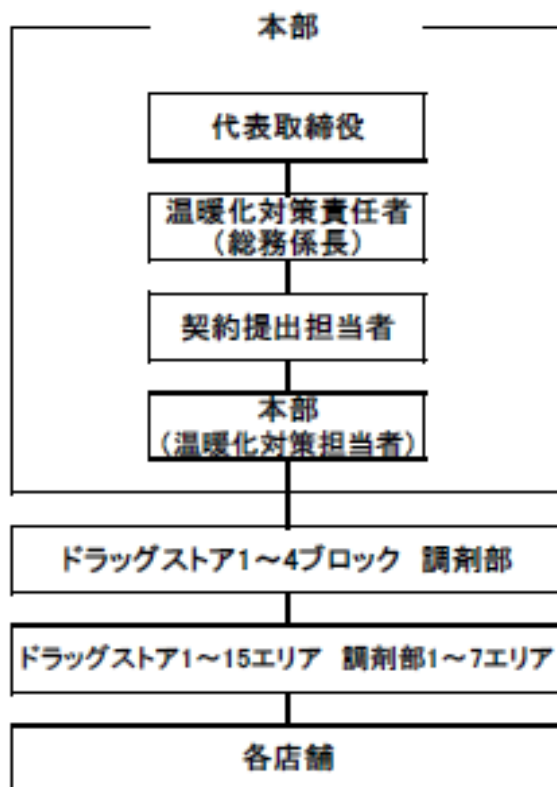 本部
代表取締役
温暖化対策責任者
（総務係長）
契約提出担当者
本部
（温暖化対策担当者）
ドラッグストア1～4ブロック　調剤部
ドラッグストア1～15エリア　調剤部1～7エリア
各店舗